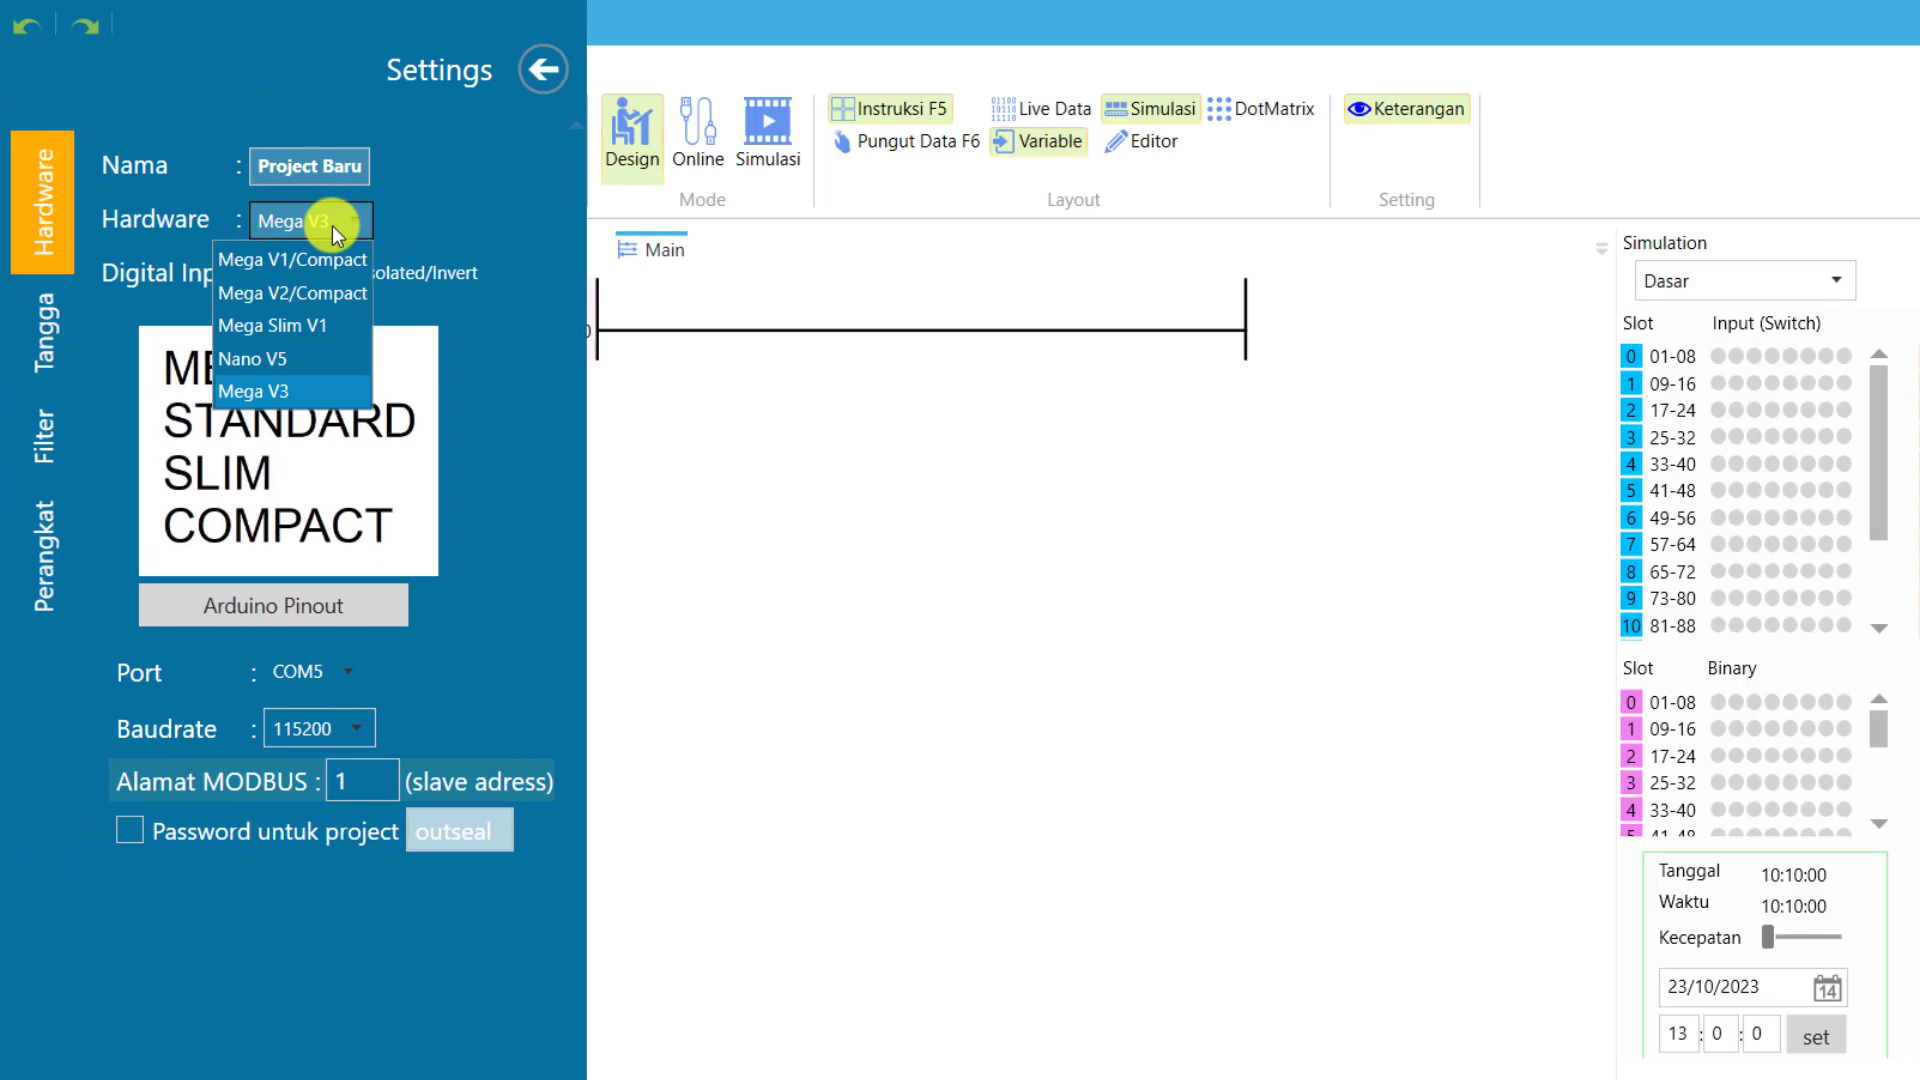 Settings
Hardware
Tangga
Filter
Perangkat
Nama : Project Baru
Hardware : Mega V3
Mega V1/Compact
Mega V2/Compact
Mega Slim V1
Nano V5
Mega V3
Digital Inp solated/Invert
STANDARD
SLIM
COMPACT
Arduino Pinout
Port : COM5
Baudrate : 115200
Alamat MODBUS : 1 (slave adress)
Password untuk project outseal
Design Online Simulasi
Mode
Instruksi F5 Live Data Simulasi DotMatrix
Pungut Data F6 Variable Editor
Layout
Keterangan
Setting
Main
Simulation
Dasar
Slot Input (Switch)
0 01-08
1 09-16
2 17-24
3 25-32
4 33-40
5 41-48
6 49-56
7 57-64
8 65-72
9 73-80
10 81-88
Slot Binary
0 01-08
1 09-16
2 17-24
3 25-32
4 33-40
5 41-48
Tanggal 10:10:00
Waktu 10:10:00
Kecepatan
23/10/2023 14
13 : 0 : 0 set